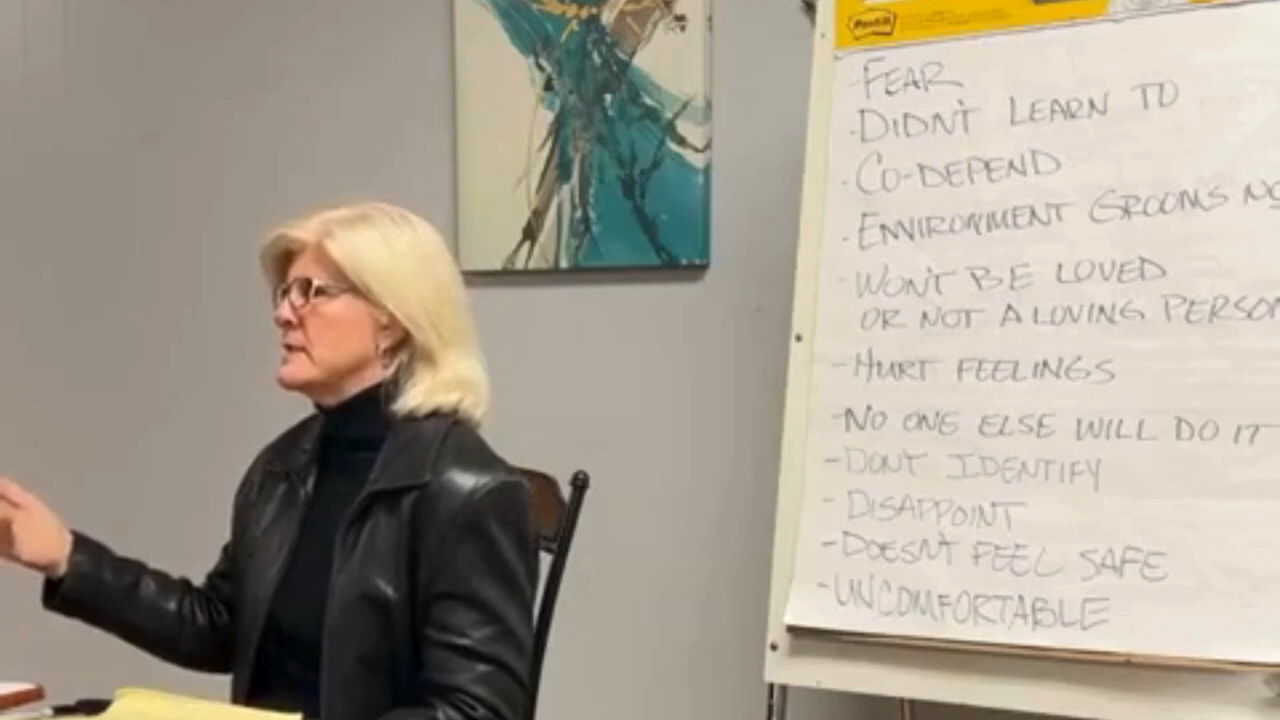 Post-it
-FEAR
-DIDN'T LEARN TO
-CO-DEPEND
-ENVIRONMENT GROOMS
-WON'T BE LOVED
OR NOT A LOVING PERSON
-HURT FEELINGS
-NO ONE ELSE WILL DO IT
-DON'T IDENTIFY
-DISAPPOINT
-DOESN'T FEEL SAFE
-UNCOMFORTABLE